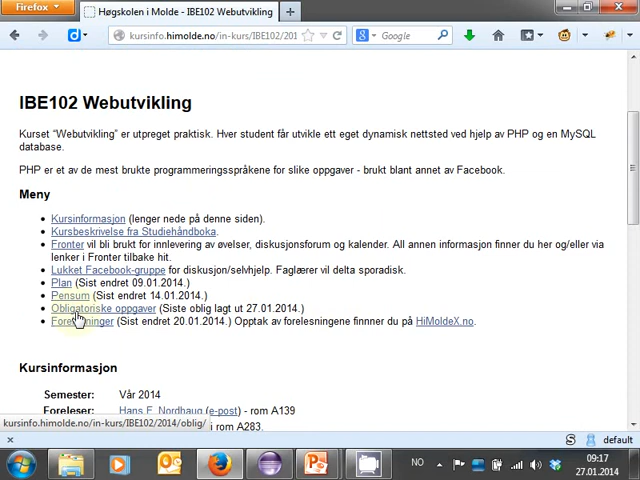 Firefox
Høgskolen i Molde - IBE102 Webutvikling
kursinfo.himolde.no/in-kurs/IBE102/201
Google
IBE102 Webutvikling
Kurset "Webutvikling" er utpreget praktisk. Hver student får utvikle ett eget dynamisk nettsted ved hjelp av PHP og en MySQL
database.
PHP er et av de mest brukte programmeringsspråkene for slike oppgaver - brukt blant annet av Facebook.
Meny
Kursinformasjon (lenger nede på denne siden).
Kursbeskrivelse fra Studiehåndboka.
Fronter vil bli brukt for innlevering av øvelser, diskusjonsforum og kalender. All annen informasjon finner du her og/eller via
lenker i Fronter tilbake hit.
Lukket Facebook-gruppe for diskusjon/selvhjelp. Faglærer vil delta sporadisk.
Plan (Sist endret 09.01.2014.)
Pensum (Sist endret 14.01.2014.)
Obligatoriske oppgaver (Siste oblig lagt ut 27.01.2014.)
Forelesninger (Sist endret 20.01.2014.) Opptak av forelesningene finnner du på HiMoldeX.no.
Kursinformasjon
Semester: Vår 2014
Foreleser: Hans F. Nordhaug (e-post) - rom A139
i rom A283.
kursinfo.himolde.no/in-kurs/IBE102/2014/oblig/
default
NO
09:17
27.01.2014